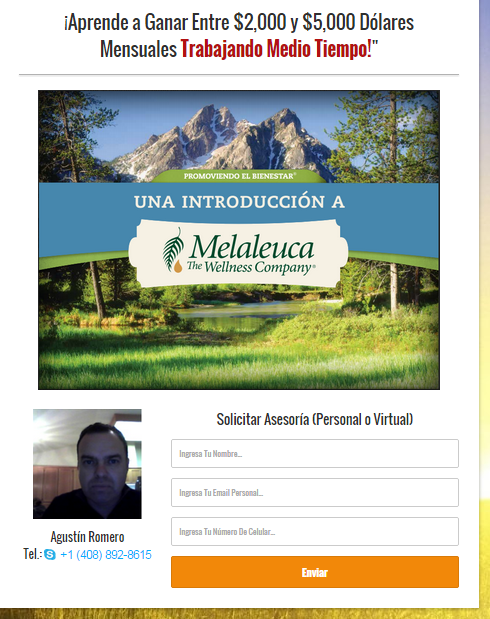 ¡Aprende a Ganar Entre $2,000 y $5,000 Dólares
Mensuales Trabajando Medio Tiempo!"
PROMOVIENDO EL BIENESTAR®
UNA INTRODUCCIÓN A
Melaleuca
The Wellness Company®
Solicitar Asesoría (Personal o Virtual)
Ingresa Tu Nombre...
Ingresa Tu Email Personal...
Ingresa Tu Número De Celular...
Enviar
Agustín Romero
Tel.: +1 (408) 892-8615